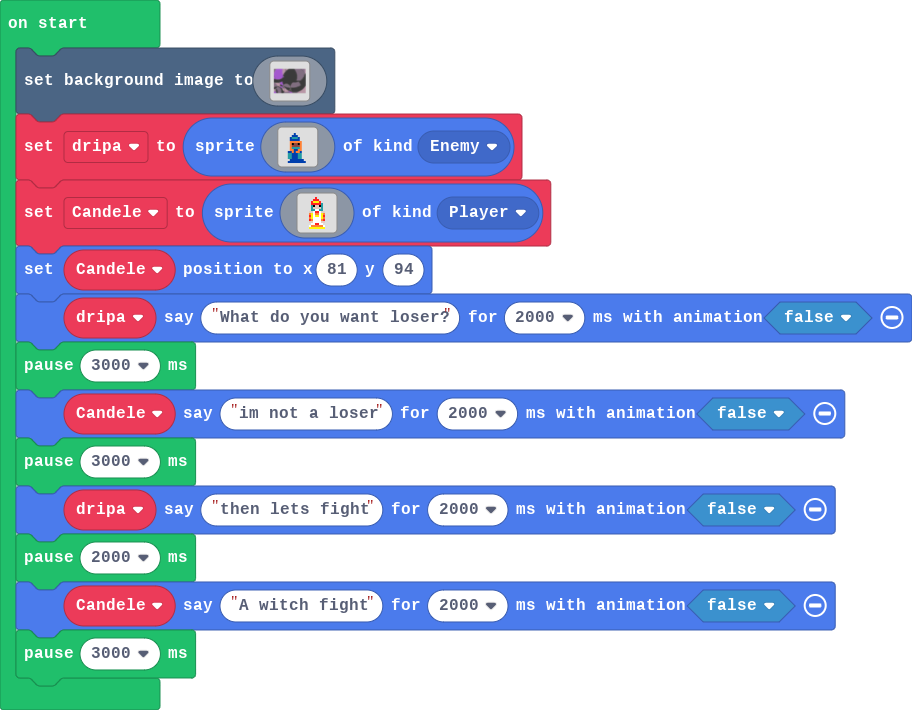 on start
set background image to
set dripa to sprite of kind Enemy
set Candele to sprite of kind Player
set Candele position to x 81 y 94
dripa say "What do you want loser?" for 2000 ms with animation false
pause 3000 ms
Candele say "im not a loser" for 2000 ms with animation false
pause 3000 ms
dripa say "then lets fight" for 2000 ms with animation false
pause 2000 ms
Candele say "A witch fight" for 2000 ms with animation false
pause 3000 ms